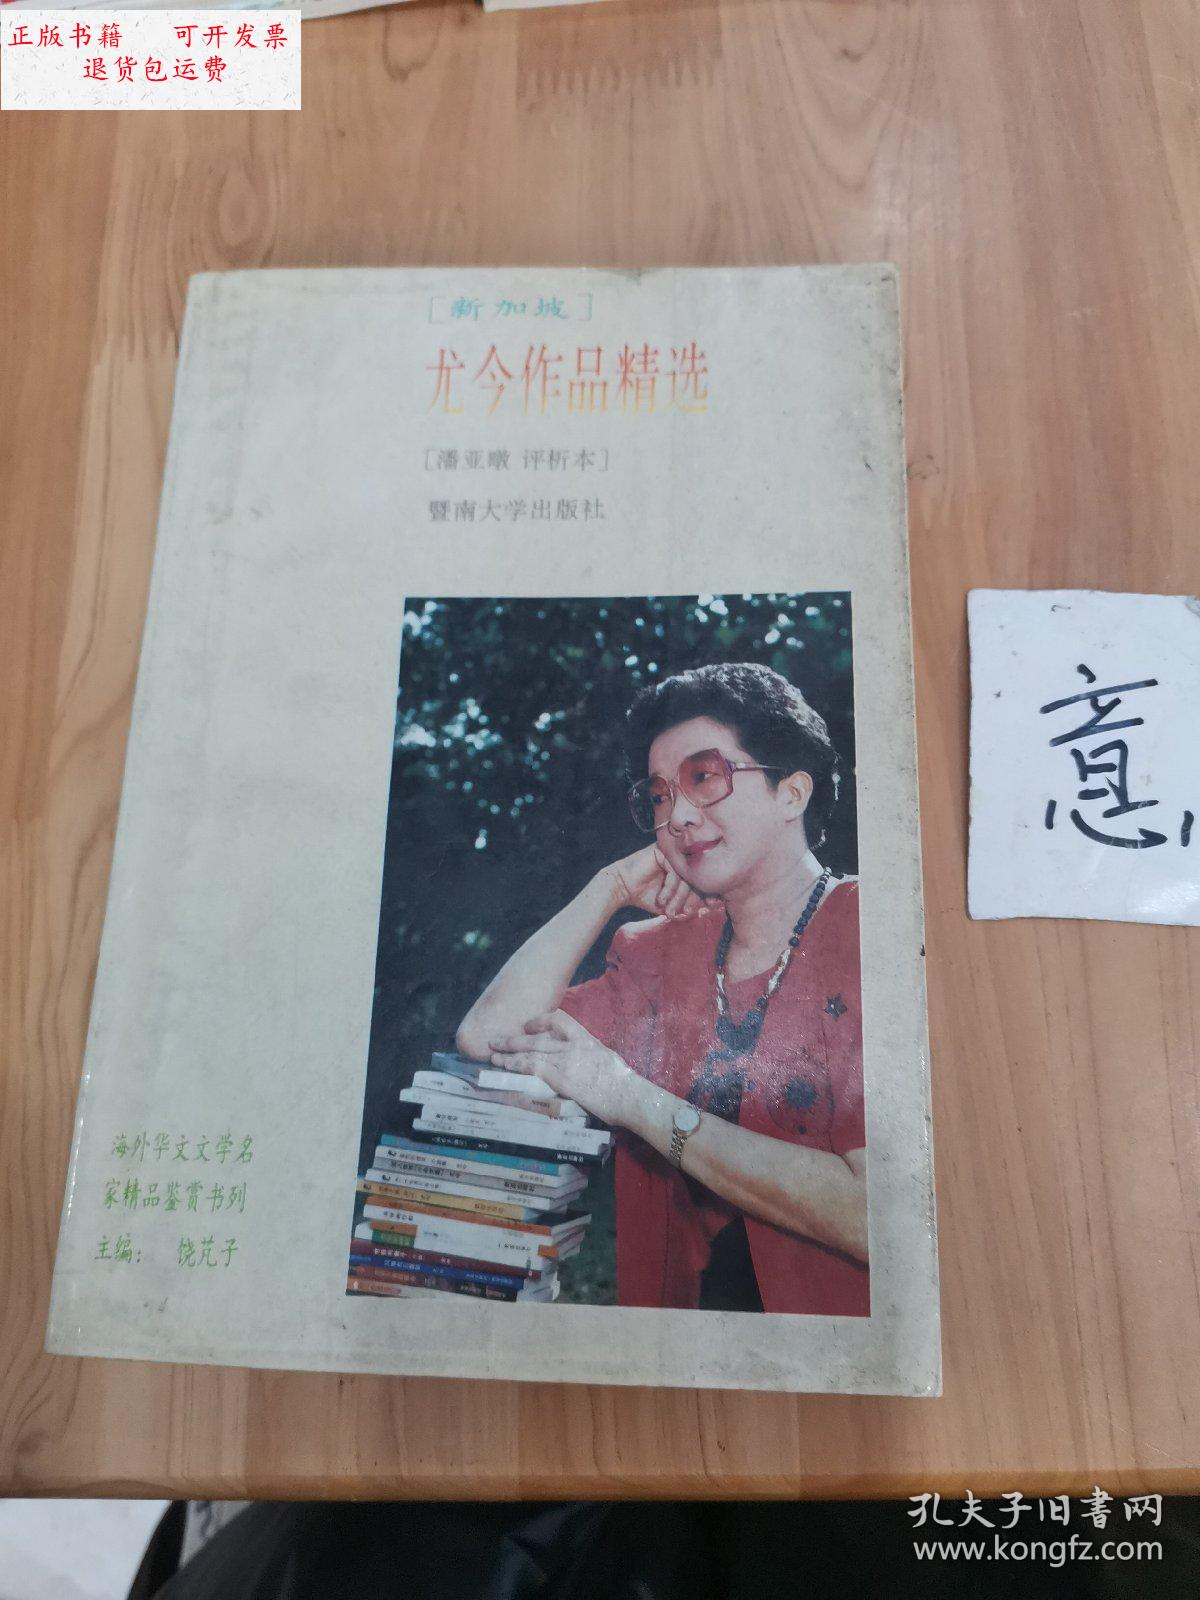 正版书籍 可开发票
退货包运费
[新加坡]
尤今作品精选
[潘亚暾 评析本]
暨南大学出版社
海外华文文学名
家精品鉴赏书列
主编： 饶芃子
意
孔夫子旧书网
www.kongfz.com